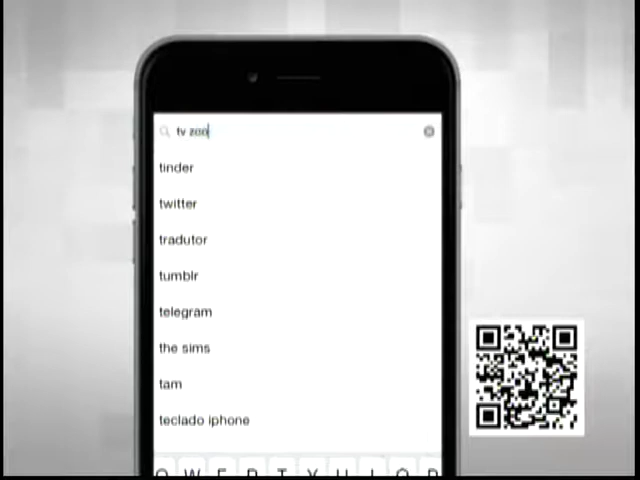 tv zoo
tinder
twitter
tradutor
tumblr
telegram
the sims
tam
teclado iphone
Q W E R T Y U I O P